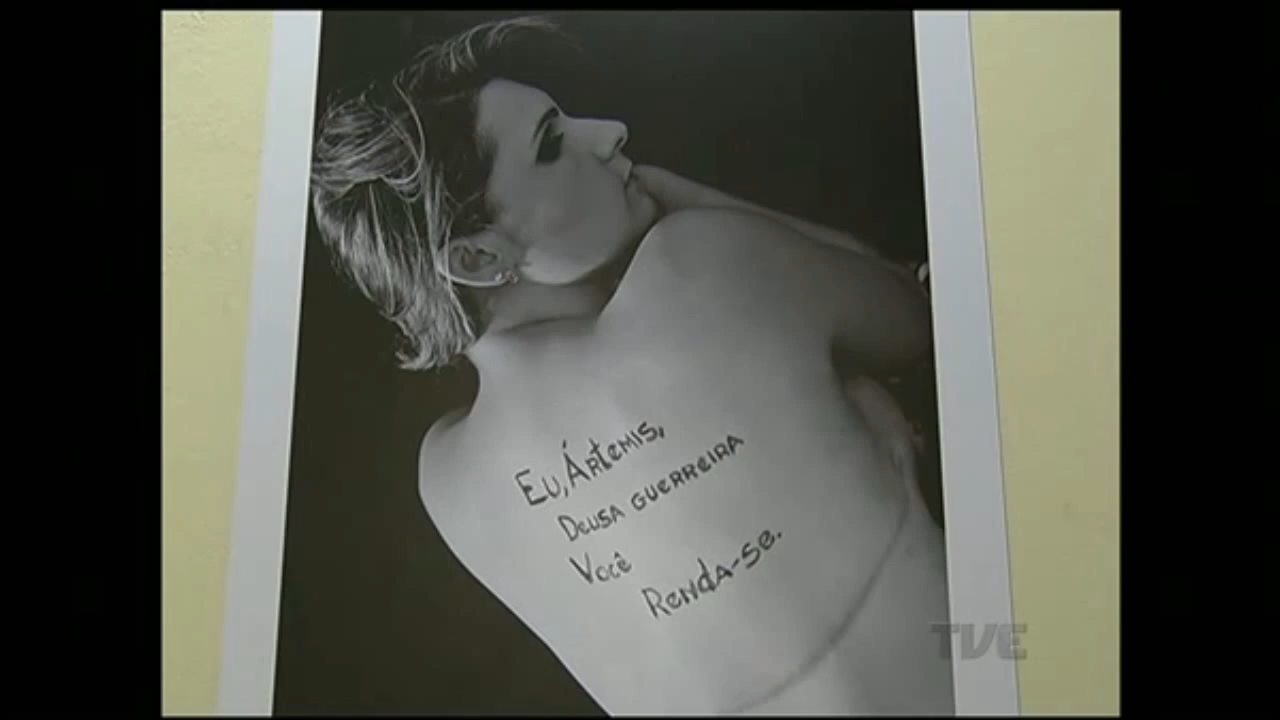 Eu, Ártemis,
Deusa guerreira
Você
Renda-se.
TVE